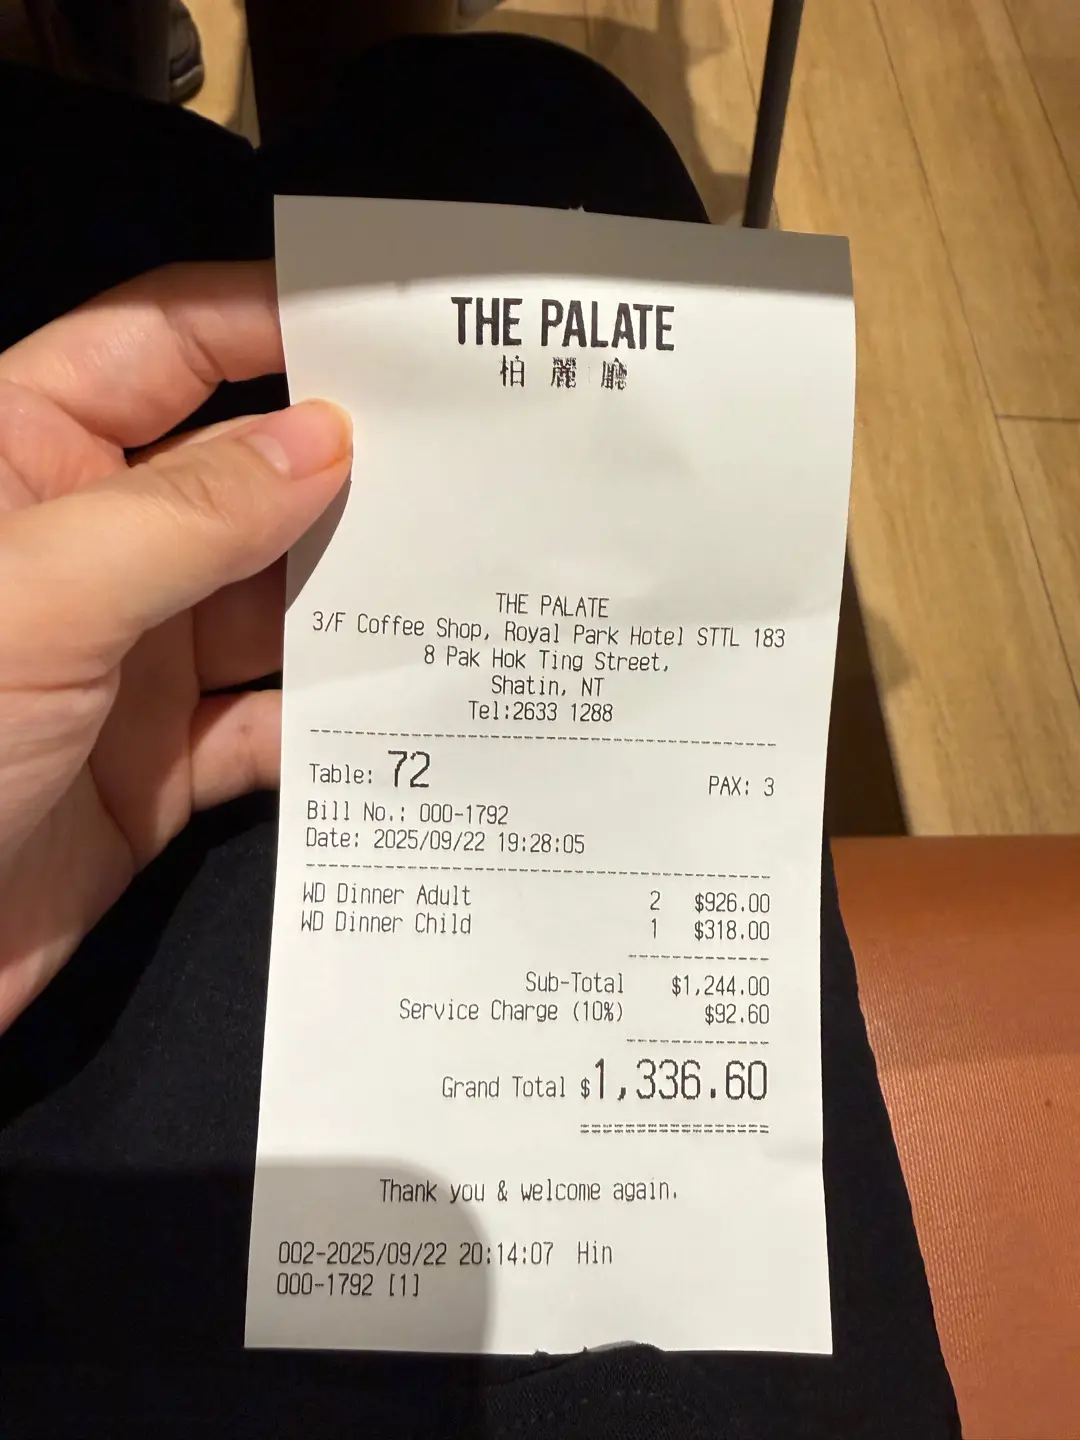 THE PALATE
柏麗廳
THE PALATE
3/F Coffee Shop, Royal Park Hotel STTL 183
8 Pak Hok Ting Street,
Shatin, NT
Tel:2633 1288
Table: 72 PAX: 3
Bill No.: 000-1792
Date: 2025/09/22 19:28:05
WD Dinner Adult 2 $926.00
WD Dinner Child 1 $318.00
Sub-Total $1,244.00
Service Charge (10%) $92.60
Grand Total $1,336.60
Thank you & welcome again.
002-2025/09/22 20:14:07 Hin
000-1792 [1]